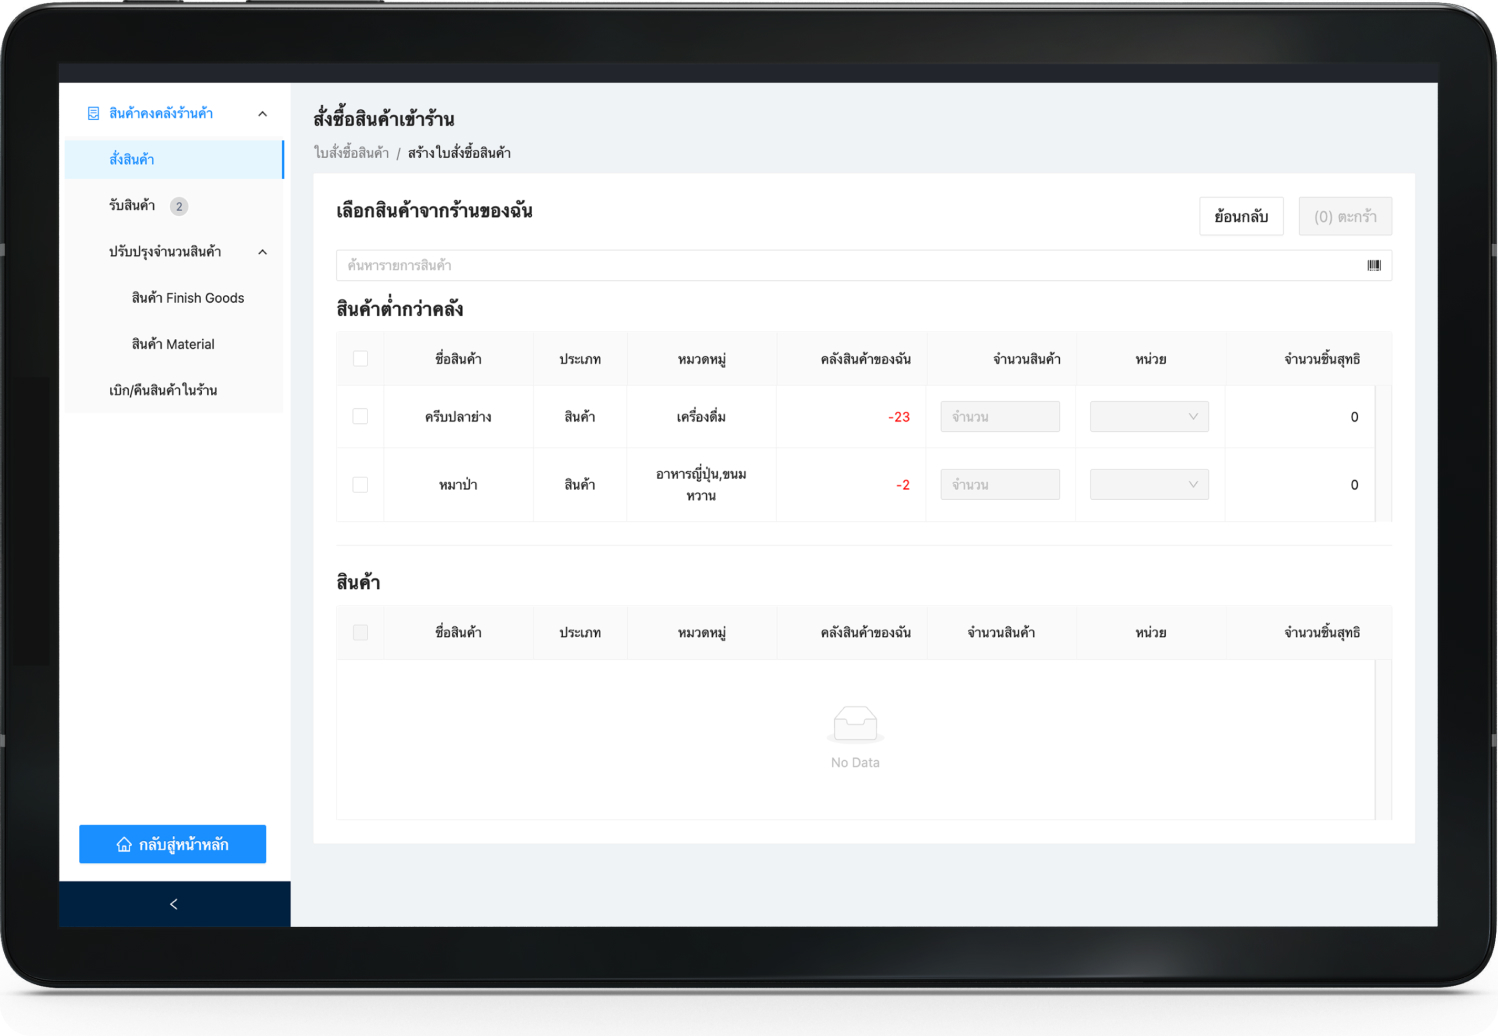 สินค้าคงคลังร้านค้า
สั่งสินค้า
รับสินค้า 2
ปรับปรุงจำนวนสินค้า
สินค้า Finish Goods
สินค้า Material
เบิก/คืนสินค้าในร้าน
กลับสู่หน้าหลัก
<
สั่งซื้อสินค้าเข้าร้าน
ใบสั่งซื้อสินค้า / สร้างใบสั่งซื้อสินค้า
เลือกสินค้าจากร้านของฉัน
ย้อนกลับ (0) ตะกร้า
ค้นหารายการสินค้า
สินค้าต่ำกว่าคลัง
ชื่อสินค้า ประเภท หมวดหมู่ คลังสินค้าของฉัน จำนวนสินค้า หน่วย จำนวนชิ้นสุทธิ
ครีบปลาย่าง สินค้า เครื่องดื่ม -23 จำนวน 0
หมาป่า สินค้า อาหารญี่ปุ่น,ขนม
หวาน -2 จำนวน 0
สินค้า
ชื่อสินค้า ประเภท หมวดหมู่ คลังสินค้าของฉัน จำนวนสินค้า หน่วย จำนวนชิ้นสุทธิ
No Data